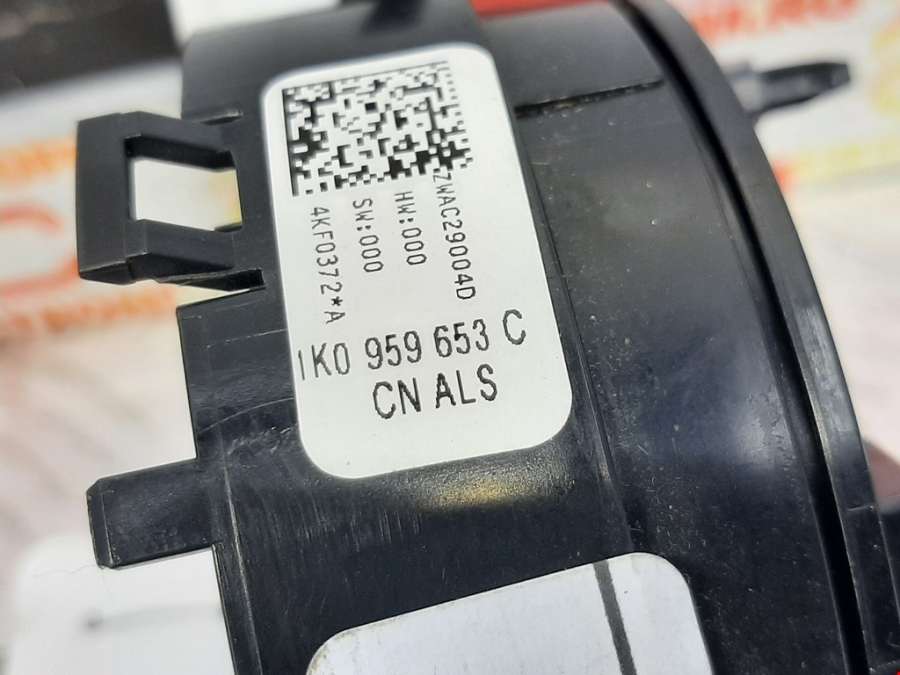 ZWAC29004D
HW:000
SW:000
4KF0372*A
1K0 959 653 C
CN ALS